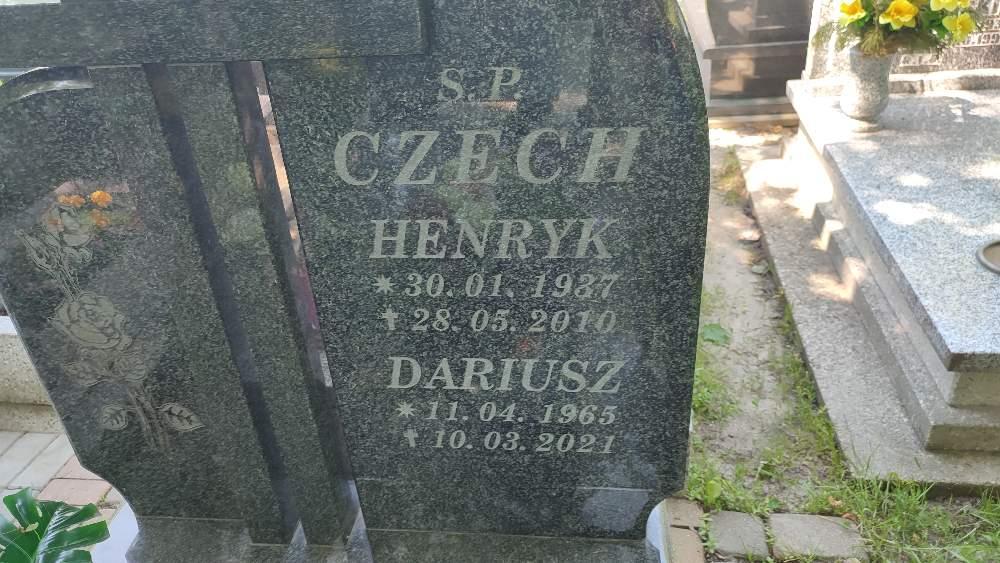 S. P.
CZECH
HENRYK
* 30. 01. 1937
✝ 28. 05. 2010
DARIUSZ
* 11. 04. 1965
✝ 10. 03. 2021